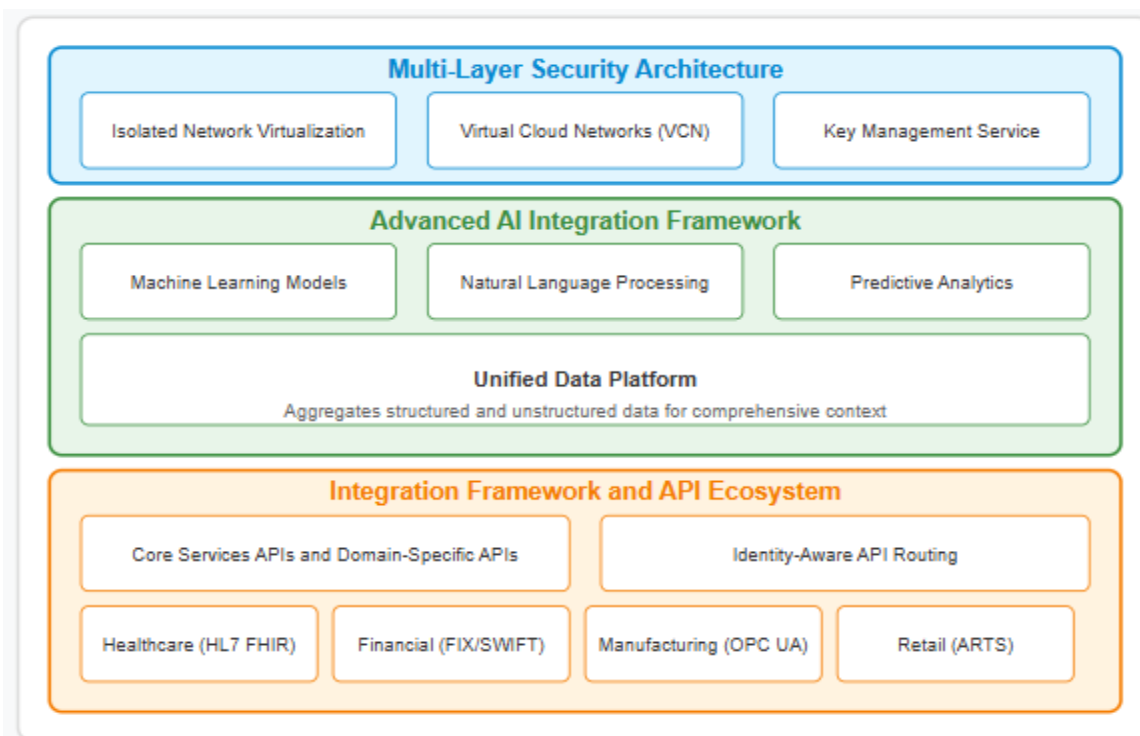 Multi-Layer Security Architecture
Isolated Network Virtualization
Virtual Cloud Networks (VCN)
Key Management Service
Advanced AI Integration Framework
Machine Learning Models
Natural Language Processing
Predictive Analytics
Unified Data Platform
Aggregates structured and unstructured data for comprehensive context
Integration Framework and API Ecosystem
Core Services APIs and Domain-Specific APIs
Identity-Aware API Routing
Healthcare (HL7 FHIR)
Financial (FIX/SWIFT)
Manufacturing (OPC UA)
Retail (ARTS)